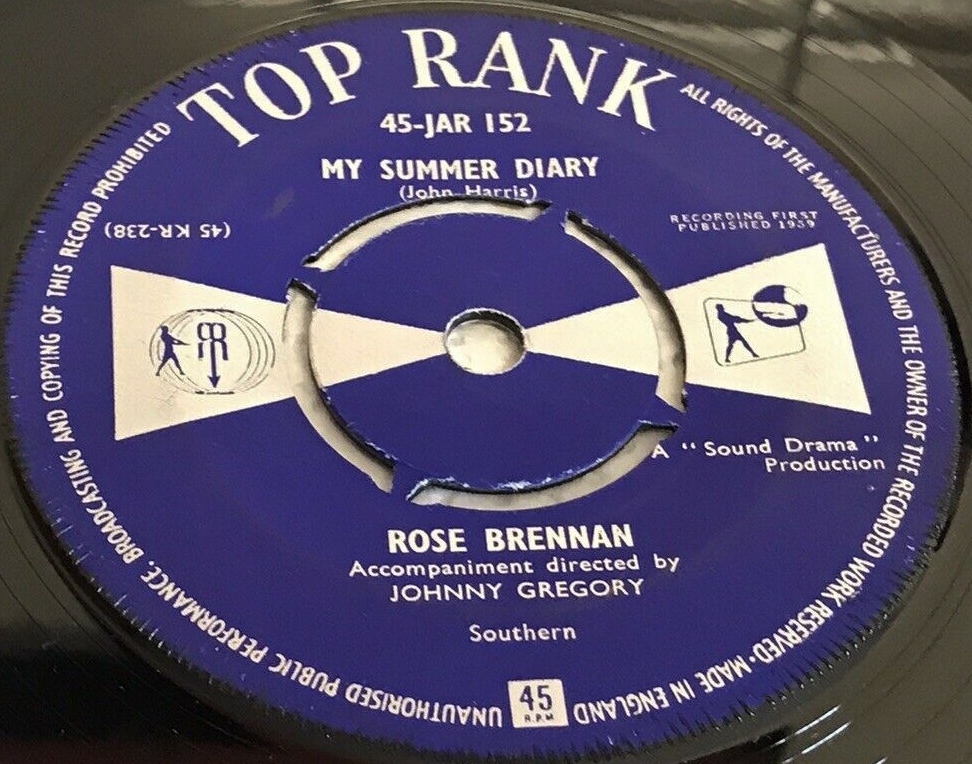 TOP RANK
45-JAR 152
MY SUMMER DIARY
(John Harris)
(45 KR-238)
RECORDING FIRST
PUBLISHED 1959
A "Sound Drama"
Production
ROSE BRENNAN
Accompaniment directed by
JOHNNY GREGORY
Southern
45
R.P.M
ALL RIGHTS OF THE MANUFACTURERS AND THE OWNER OF THE RECORDED WORK RESERVED · MADE IN ENGLAND
UNAUTHORISED PUBLIC PERFORMANCE, BROADCASTING AND COPYING OF THIS RECORD PROHIBITED